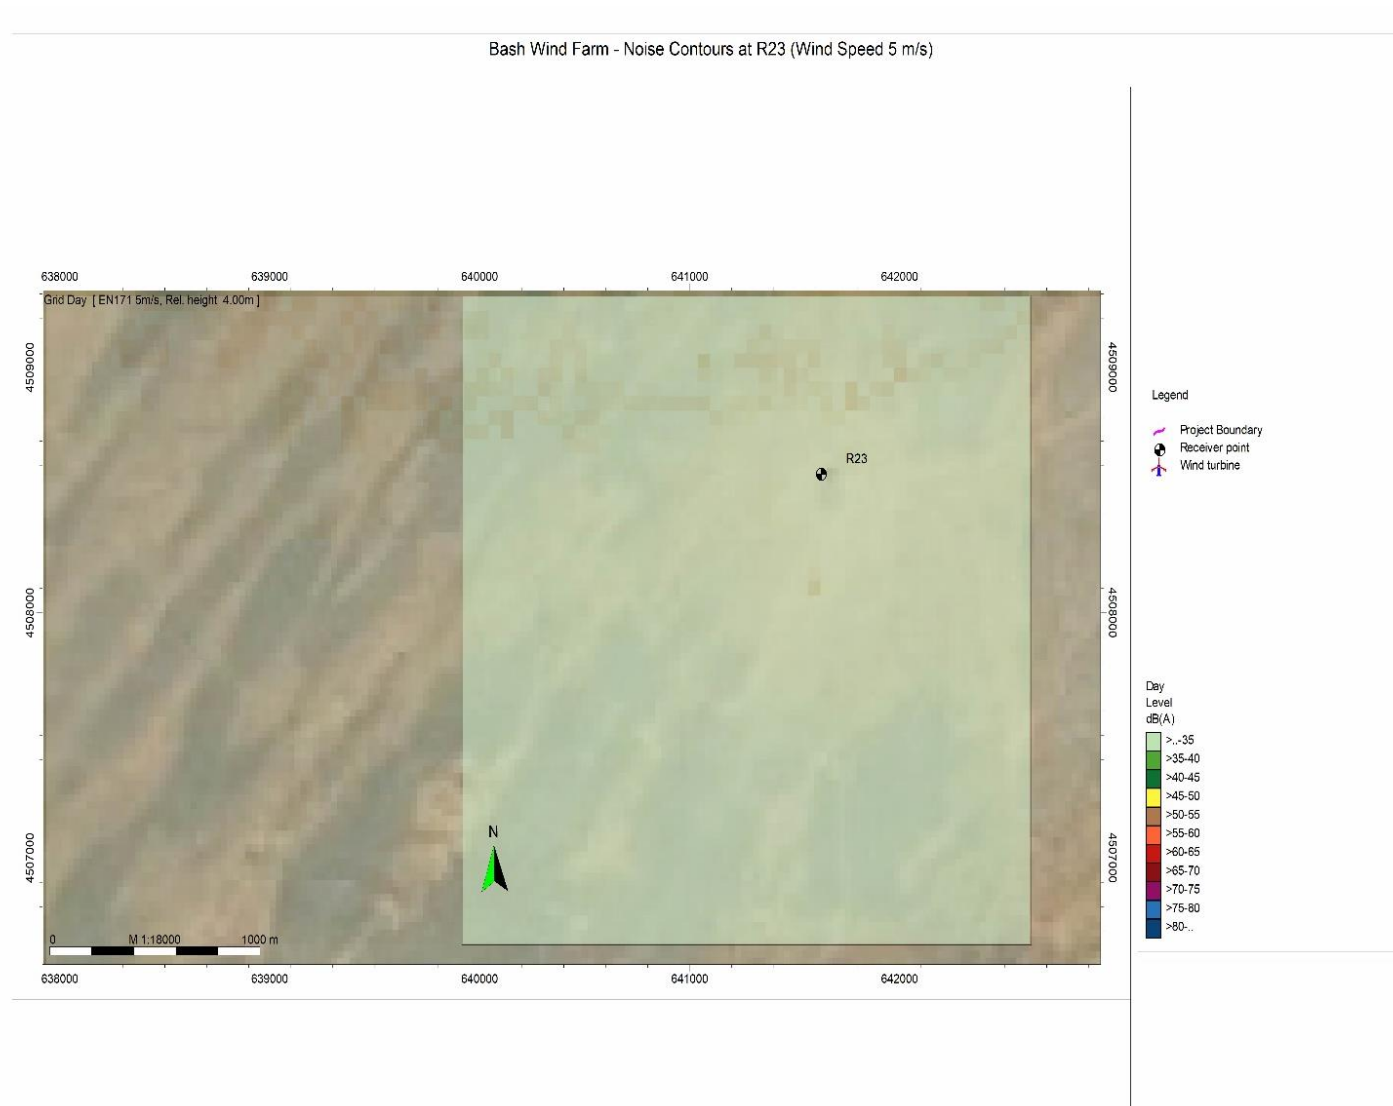 Bash Wind Farm - Noise Contours at R23 (Wind Speed 5 m/s)
638000 639000 640000 641000 642000
Grid Day [ EN171 5m/s, Rel. height 4.00m ]
4509000 4509000
R23
4508000 4508000
4507000 4507000
N
0 M 1:18000 1000 m
638000 639000 640000 641000 642000
Legend
Project Boundary
Receiver point
Wind turbine
Day
Level
dB(A)
>..-35
>35-40
>40-45
>45-50
>50-55
>55-60
>60-65
>65-70
>70-75
>75-80
>80-..